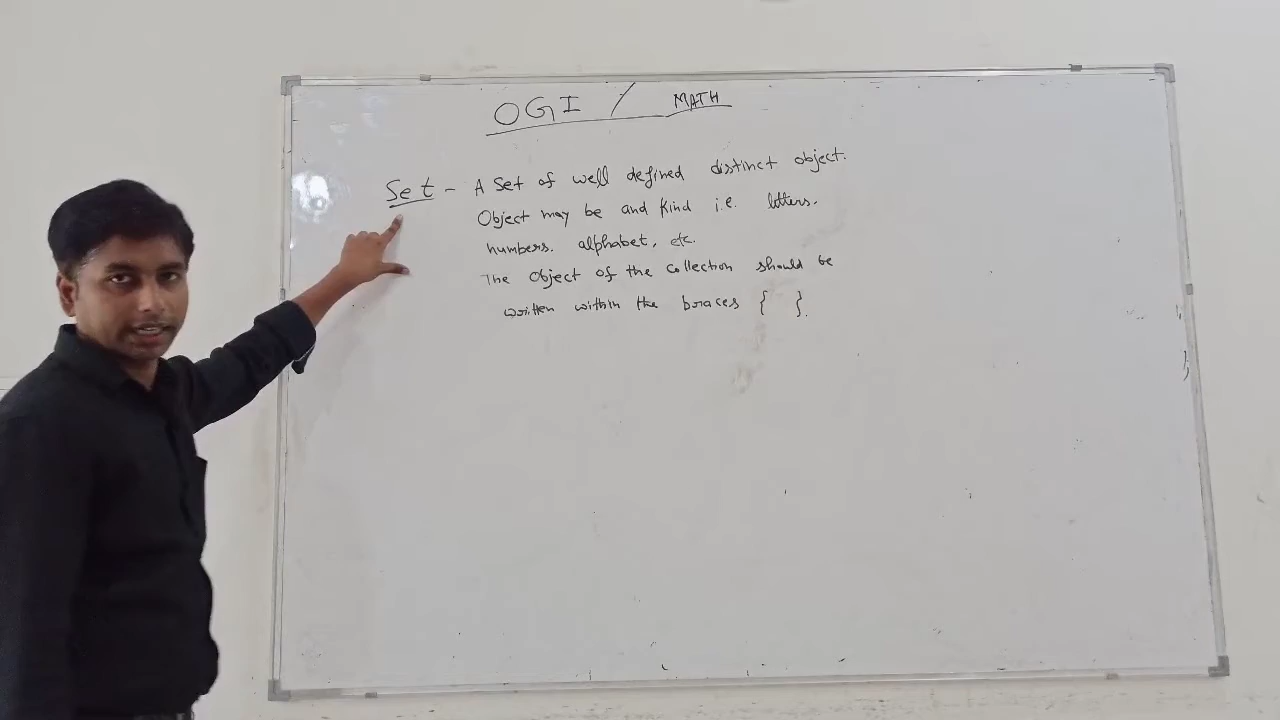 OGI / MATH
Set - A Set of well defined distinct object.
Object may be and kind i.e. letters.
numbers. alphabet, etc.
The object of the collection should be
written within the braces { }.